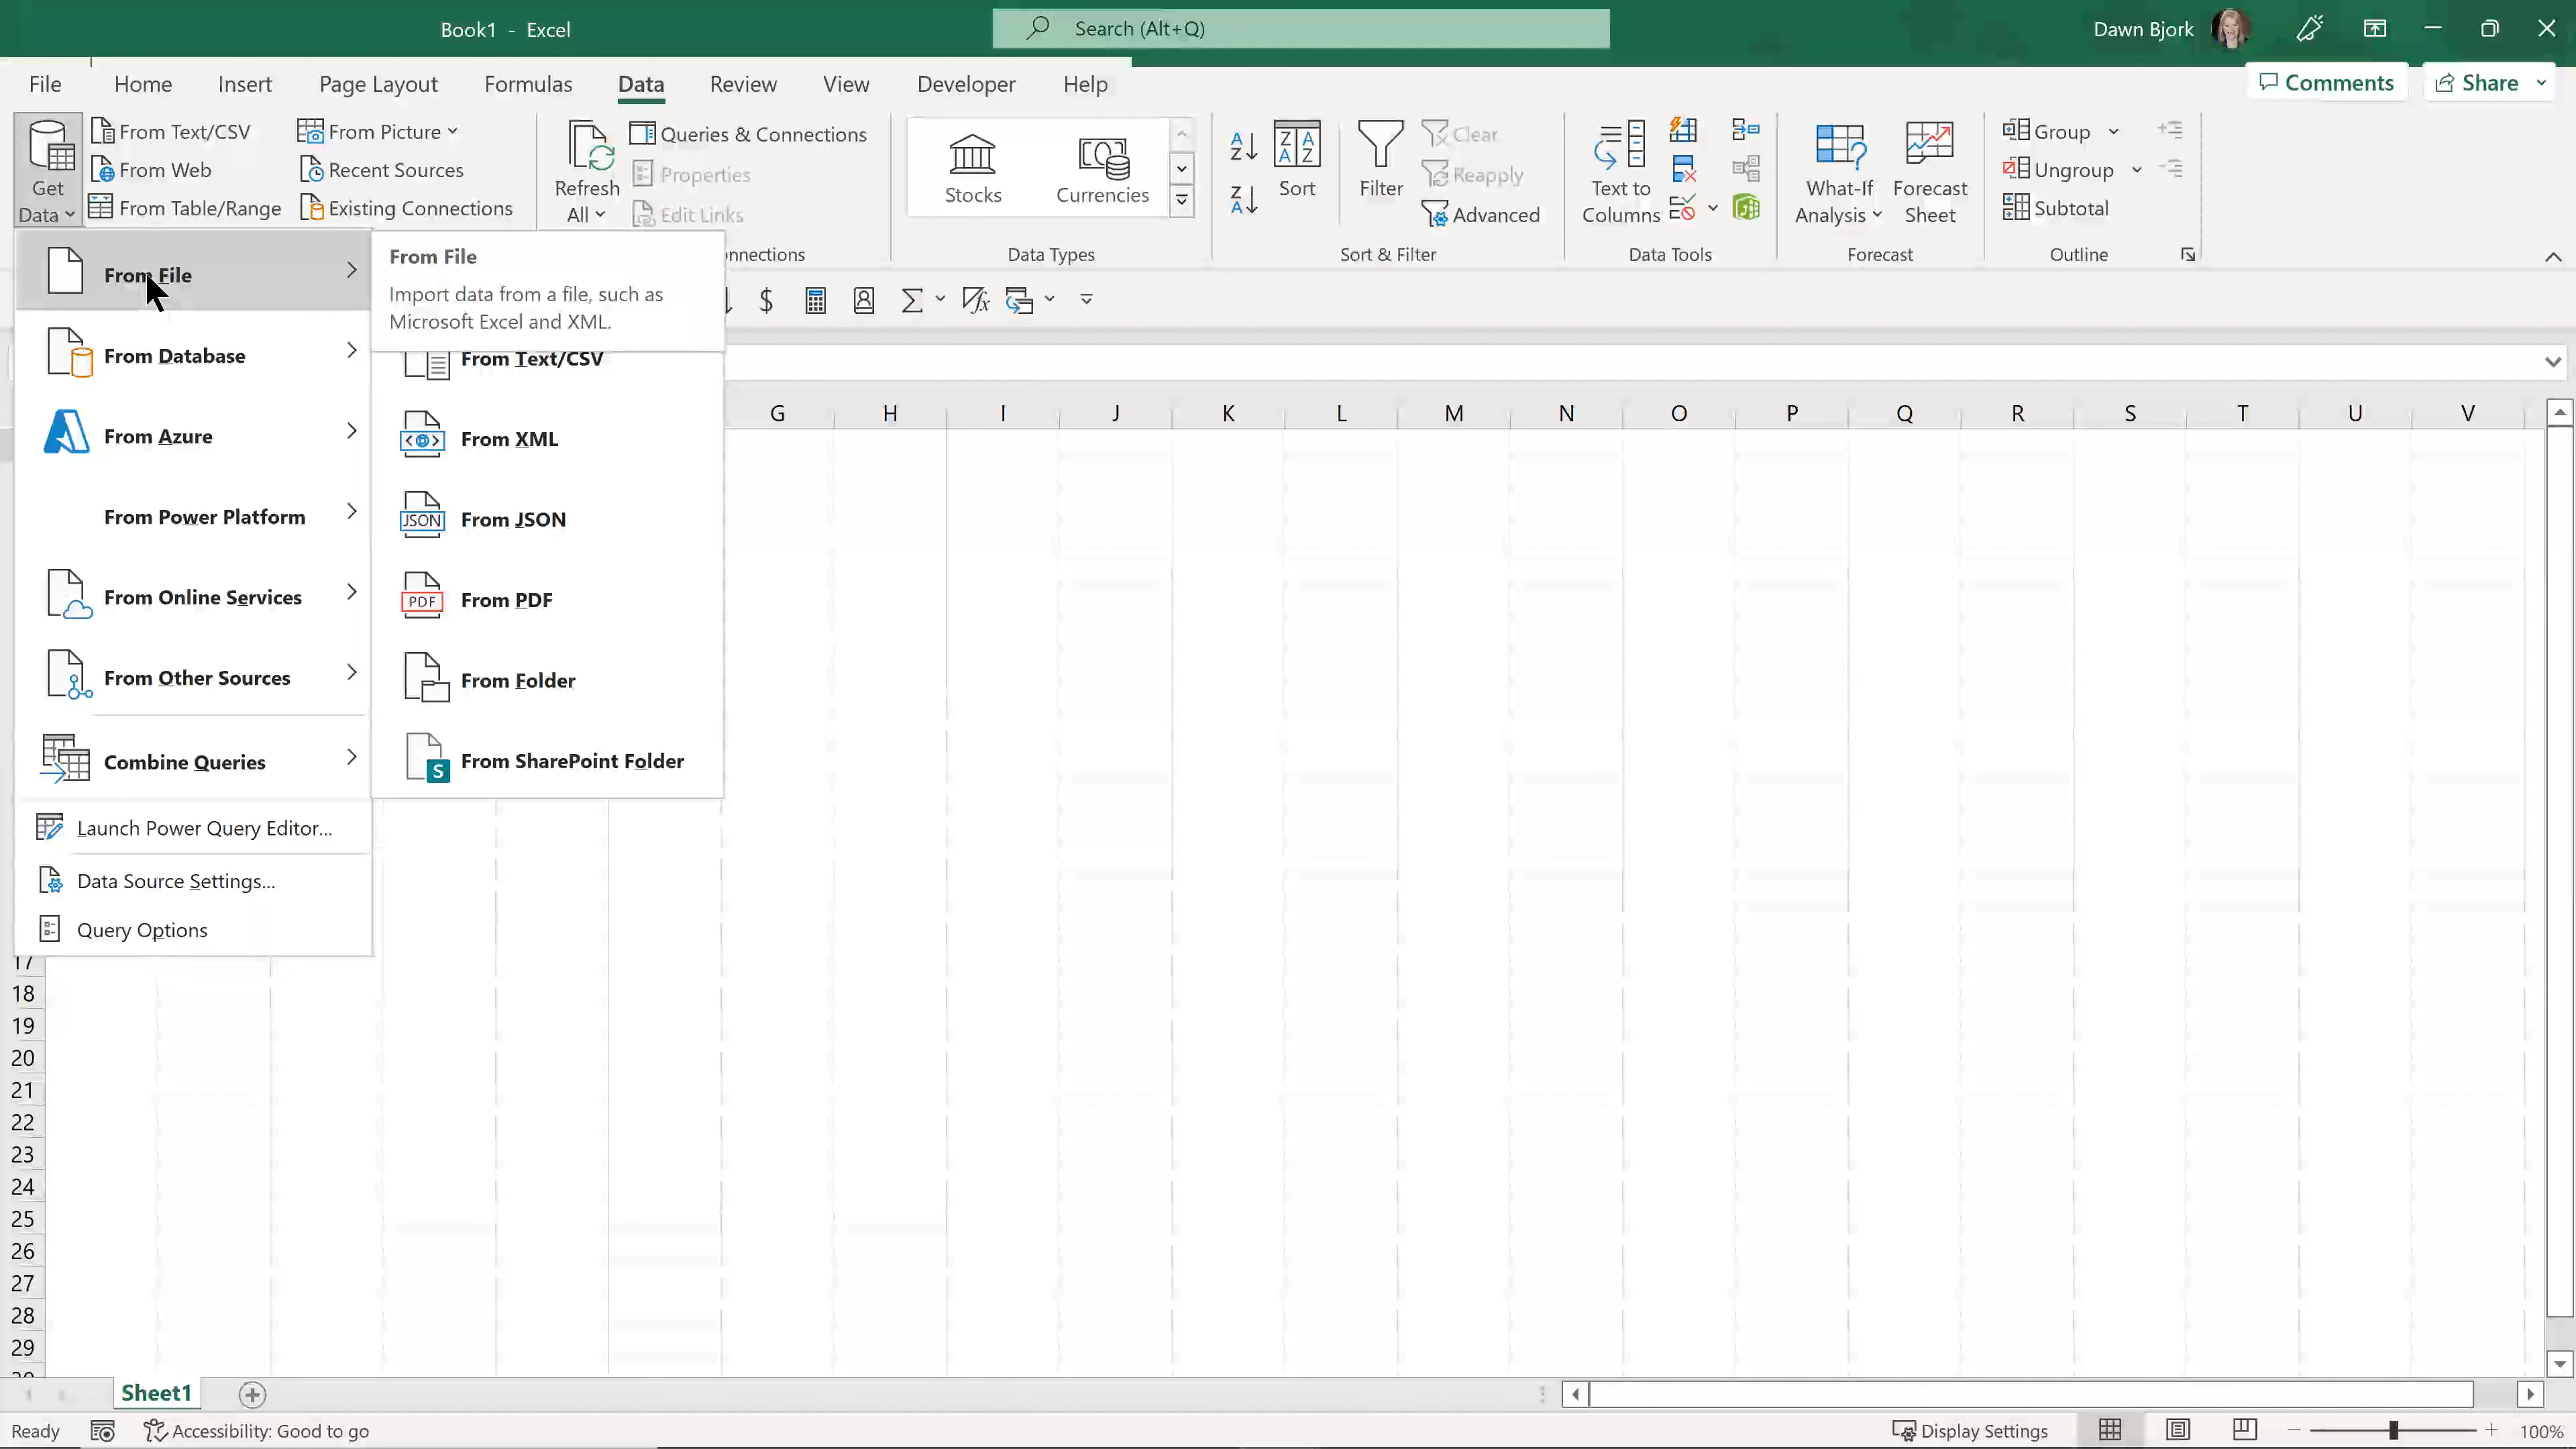 Book1 - Excel
Search (Alt+Q)
Dawn Bjork
File Home Insert Page Layout Formulas Data Review View Developer Help
Comments Share
Get Data
From Text/CSV
From Web
From Table/Range
From Picture
Recent Sources
Existing Connections
Refresh All
Queries & Connections
Properties
Edit Links
nnections
Stocks Currencies
Data Types
Sort
Filter
Clear
Reapply
Advanced
Sort & Filter
Text to Columns
Data Tools
What-If Analysis
Forecast Sheet
Forecast
Group
Ungroup
Subtotal
Outline
From File
From Database
From Azure
From Power Platform
From Online Services
From Other Sources
Combine Queries
Launch Power Query Editor...
Data Source Settings...
Query Options
From File
Import data from a file, such as
Microsoft Excel and XML.
From Text/CSV
From XML
JSON From JSON
PDF From PDF
From Folder
S From SharePoint Folder
G H I J K L M N O P Q R S T U V
17
18
19
20
21
22
23
24
25
26
27
28
29
Sheet1
Ready
Accessibility: Good to go
Display Settings
100%